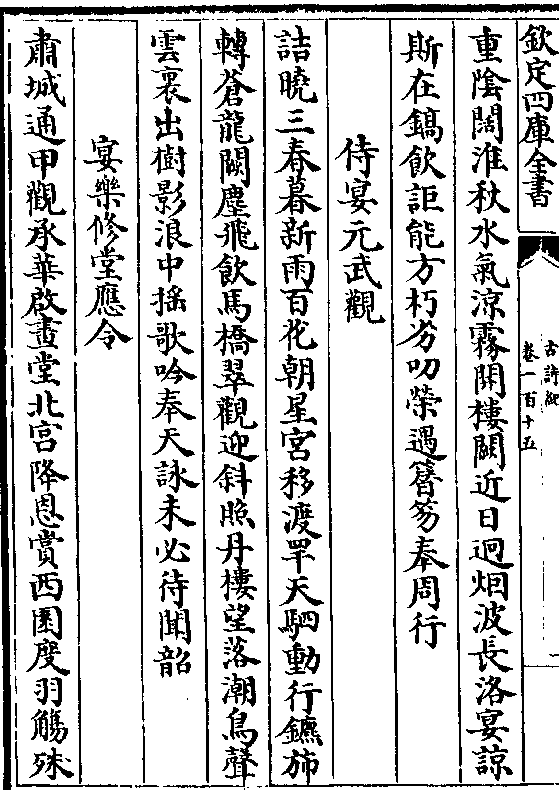 欽定四庫全書
古詩紀
卷一百十五
重陰闊淮秋水氣涼霧開樓闕近日迥烟波長洛宴諒
斯在鎬飲詎能方朽劣叨榮遇簪笏奉周行
侍宴元武觀
詰曉三春暮新雨百花朝星宮移渡罕天駟動行鑣斾
轉蒼龍闕塵飛飲馬橋翠觀迎斜照丹樓望落潮鳥聲
雲裏出樹影浪中揺歌吟奉天詠未必待聞韶
宴樂修堂應令
肅城通甲觀承華啟畫堂北宮降恩賞西園度羽觴殊